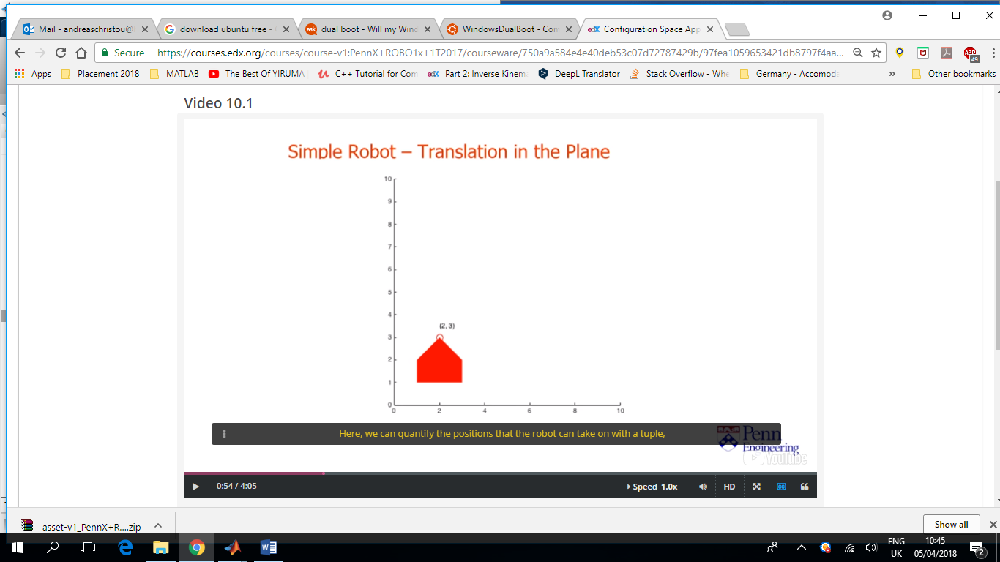 Mail - andreaschristou@
download ubuntu free -
dual boot - Will my Wind
WindowsDualBoot - Com
Configuration Space App
Secure
https://courses.edx.org/courses/course-v1:PennX+ROBO1x+1T2017/courseware/750a9a584e4e40deb53c07d72787429b/97fea1059653421db8797f4aa...
ABP
49
Apps
Placement 2018
MATLAB
The Best Of YIRUMA
C++ Tutorial for Com
edX
Part 2: Inverse Kinem
DeepL Translator
Stack Overflow - Whe
Germany - Accomoda
»
Other bookmarks
Video 10.1
Simple Robot – Translation in the Plane
10
9
8
7
6
5
4
3
2
1
0
(2, 3)
0 2 4 6 8 10
Here, we can quantify the positions that the robot can take on with a tuple,
Penn
Engineering
YouTube
0:54 / 4:05
Speed 1.0x
HD
CC
asset-v1_PennX+R....zip
Show all
ENG
UK
10:45
05/04/2018
2